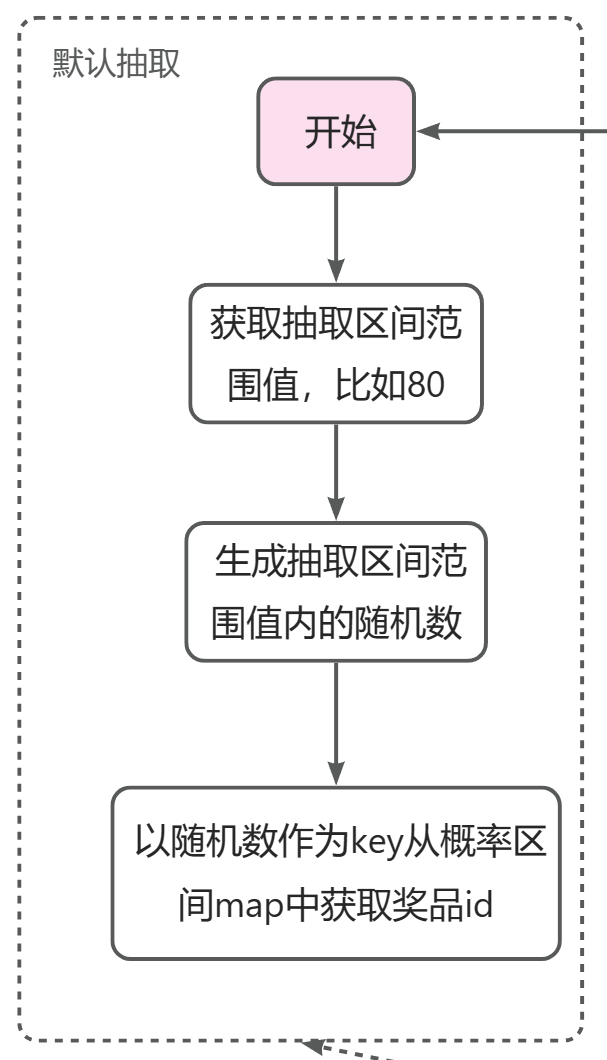 默认抽取
开始
获取抽取区间范
围值，比如80
生成抽取区间范
围值内的随机数
以随机数作为key从概率区
间map中获取奖品id